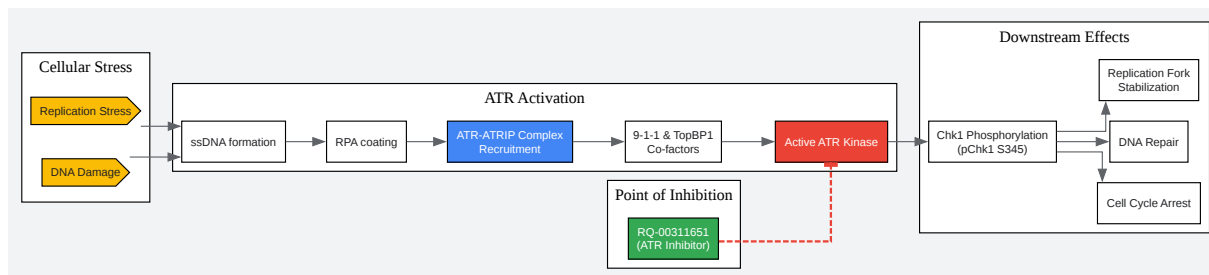 Cellular Stress
Replication Stress
DNA Damage
ATR Activation
ssDNA formation
RPA coating
ATR-ATRIP Complex
Recruitment
9-1-1 & TopBP1
Co-factors
Active ATR Kinase
Point of Inhibition
RQ-00311651
(ATR Inhibitor)
Downstream Effects
Chk1 Phosphorylation
(pChk1 S345)
Replication Fork
Stabilization
DNA Repair
Cell Cycle Arrest